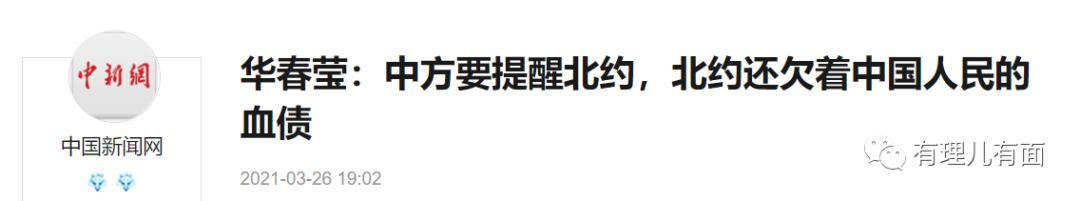 中新網
中国新闻网
华春莹：中方要提醒北约，北约还欠着中国人民的
血债
2021-03-26 19:02
有理儿有面